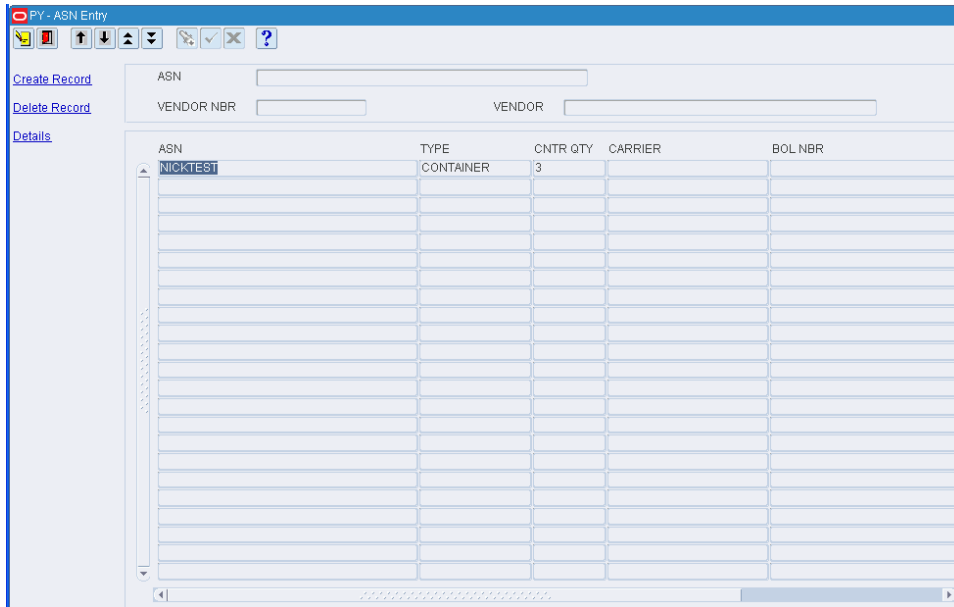 PY - ASN Entry
?
Create Record
ASN
Delete Record
VENDOR NBR VENDOR
Details
ASN TYPE CNTR QTY CARRIER BOL NBR
NICKTEST CONTAINER 3